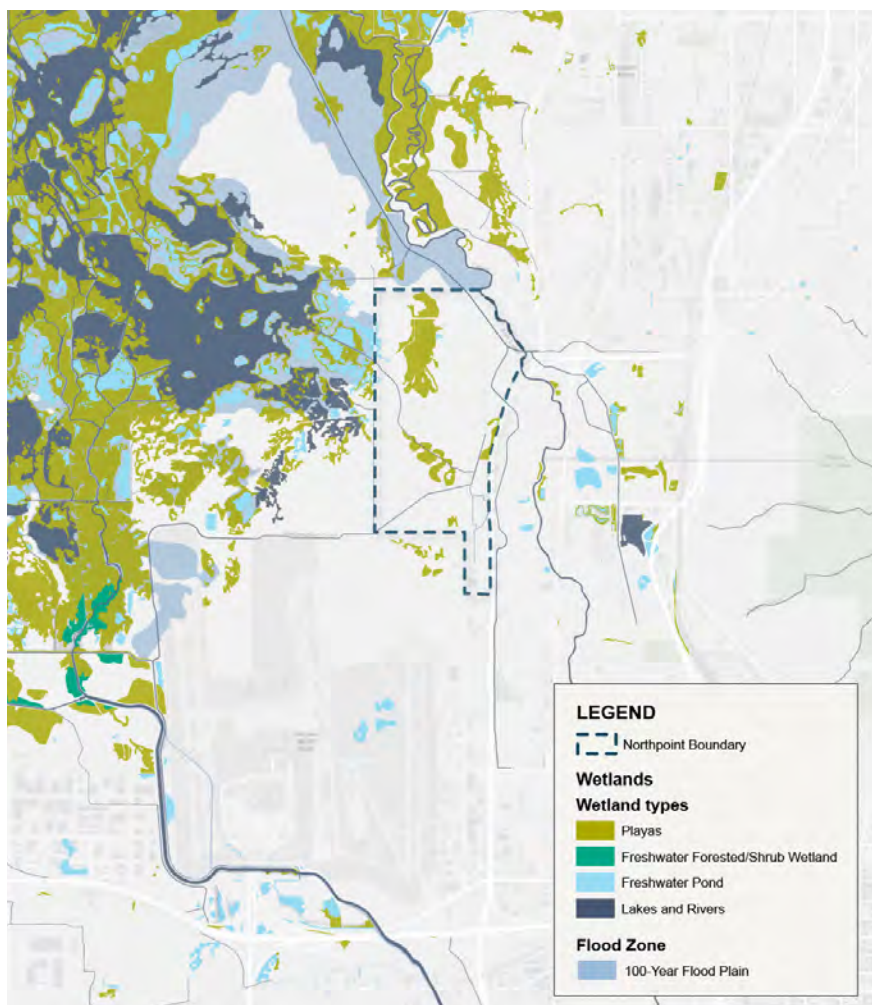 LEGEND
Northpoint Boundary
Wetlands
Wetland types
Playas
Freshwater Forested/Shrub Wetland
Freshwater Pond
Lakes and Rivers
Flood Zone
100-Year Flood Plain